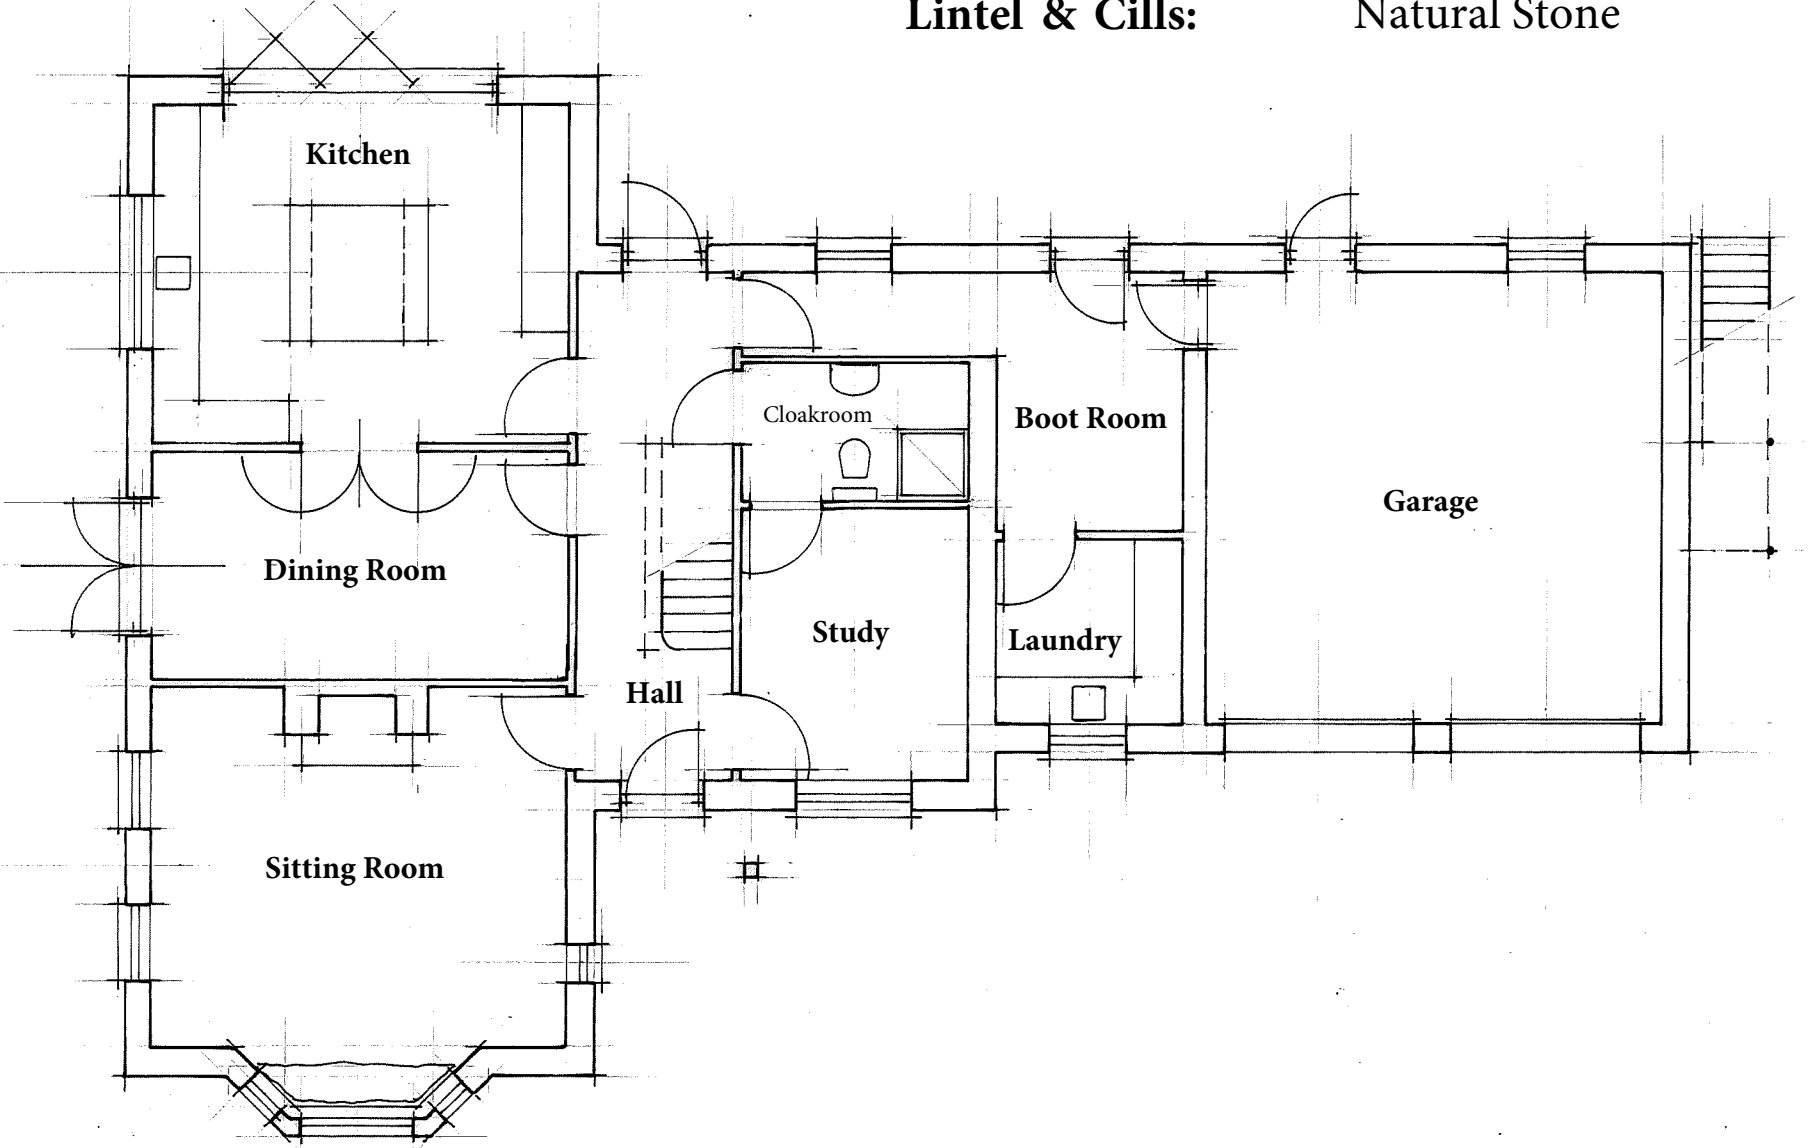 Lintel & Cills: Natural Stone
Kitchen
Cloakroom
Boot Room
Garage
Dining Room
Study
Laundry
Hall
Sitting Room